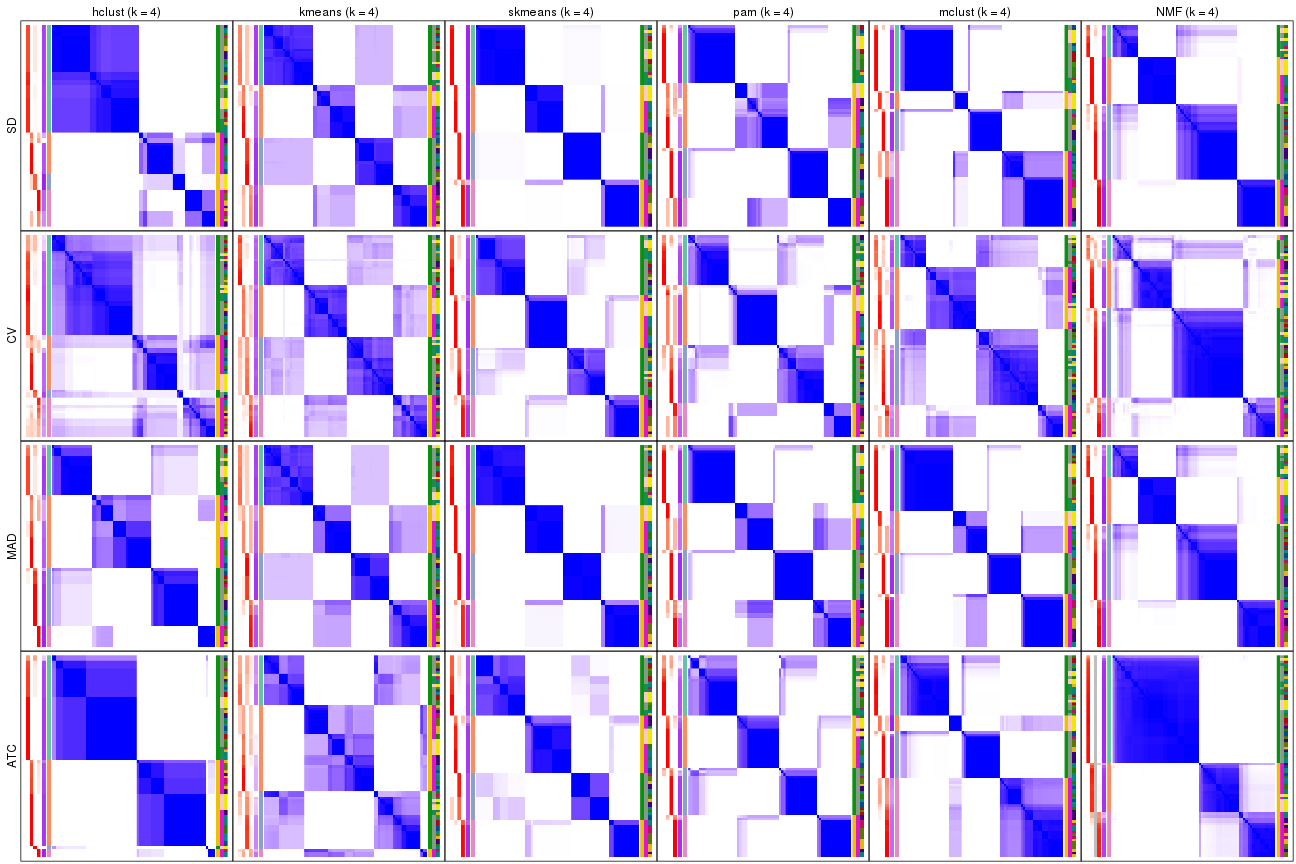 hclust (k = 4) kmeans (k = 4) skmeans (k = 4) pam (k = 4) mclust (k = 4) NMF (k = 4)
SD
CV
MAD
ATC